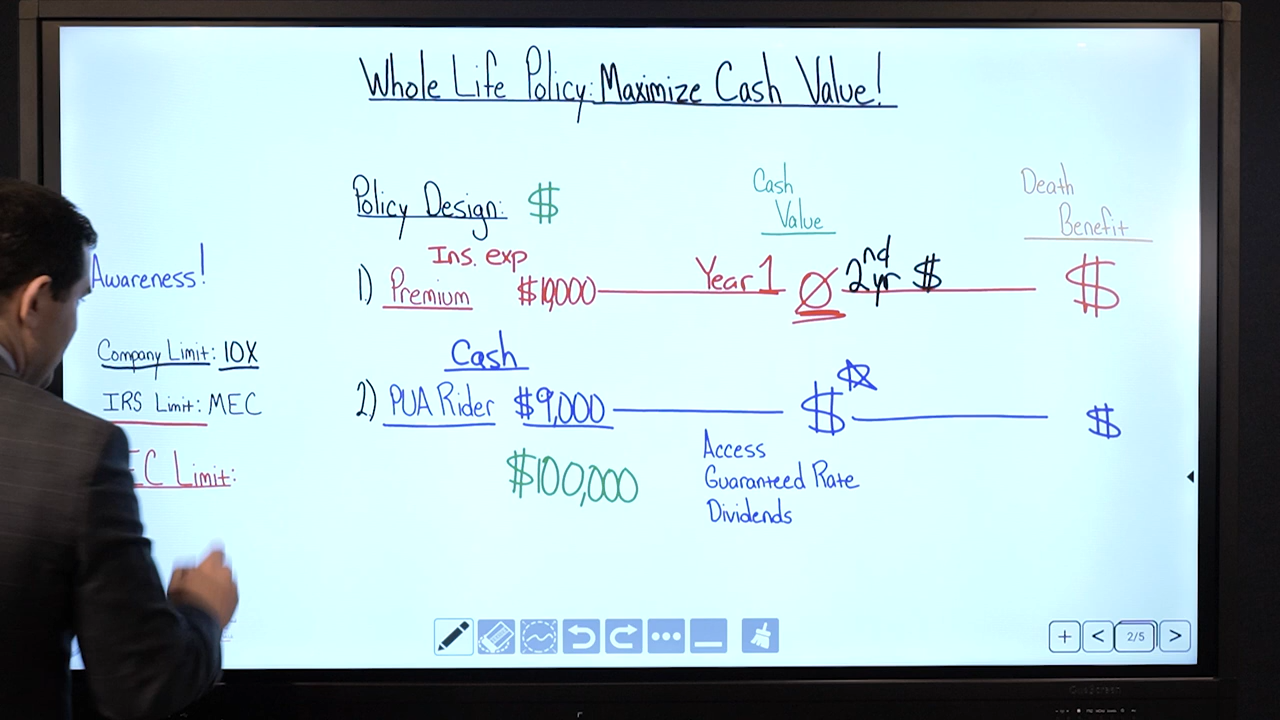 Whole Life Policy: Maximize Cash Value!
Policy Design: $
Cash
Value
Death
Benefit
Awareness!
Ins. exp
1) Premium $10,000 Year 1 Ø 2nd yr $ $
Company Limit: 10X
IRS Limit: MEC
EC Limit:
Cash
2) PUA Rider $9,000 $ $
$100,000
Access
Guaranteed Rate
Dividends
+ < 2/5 >